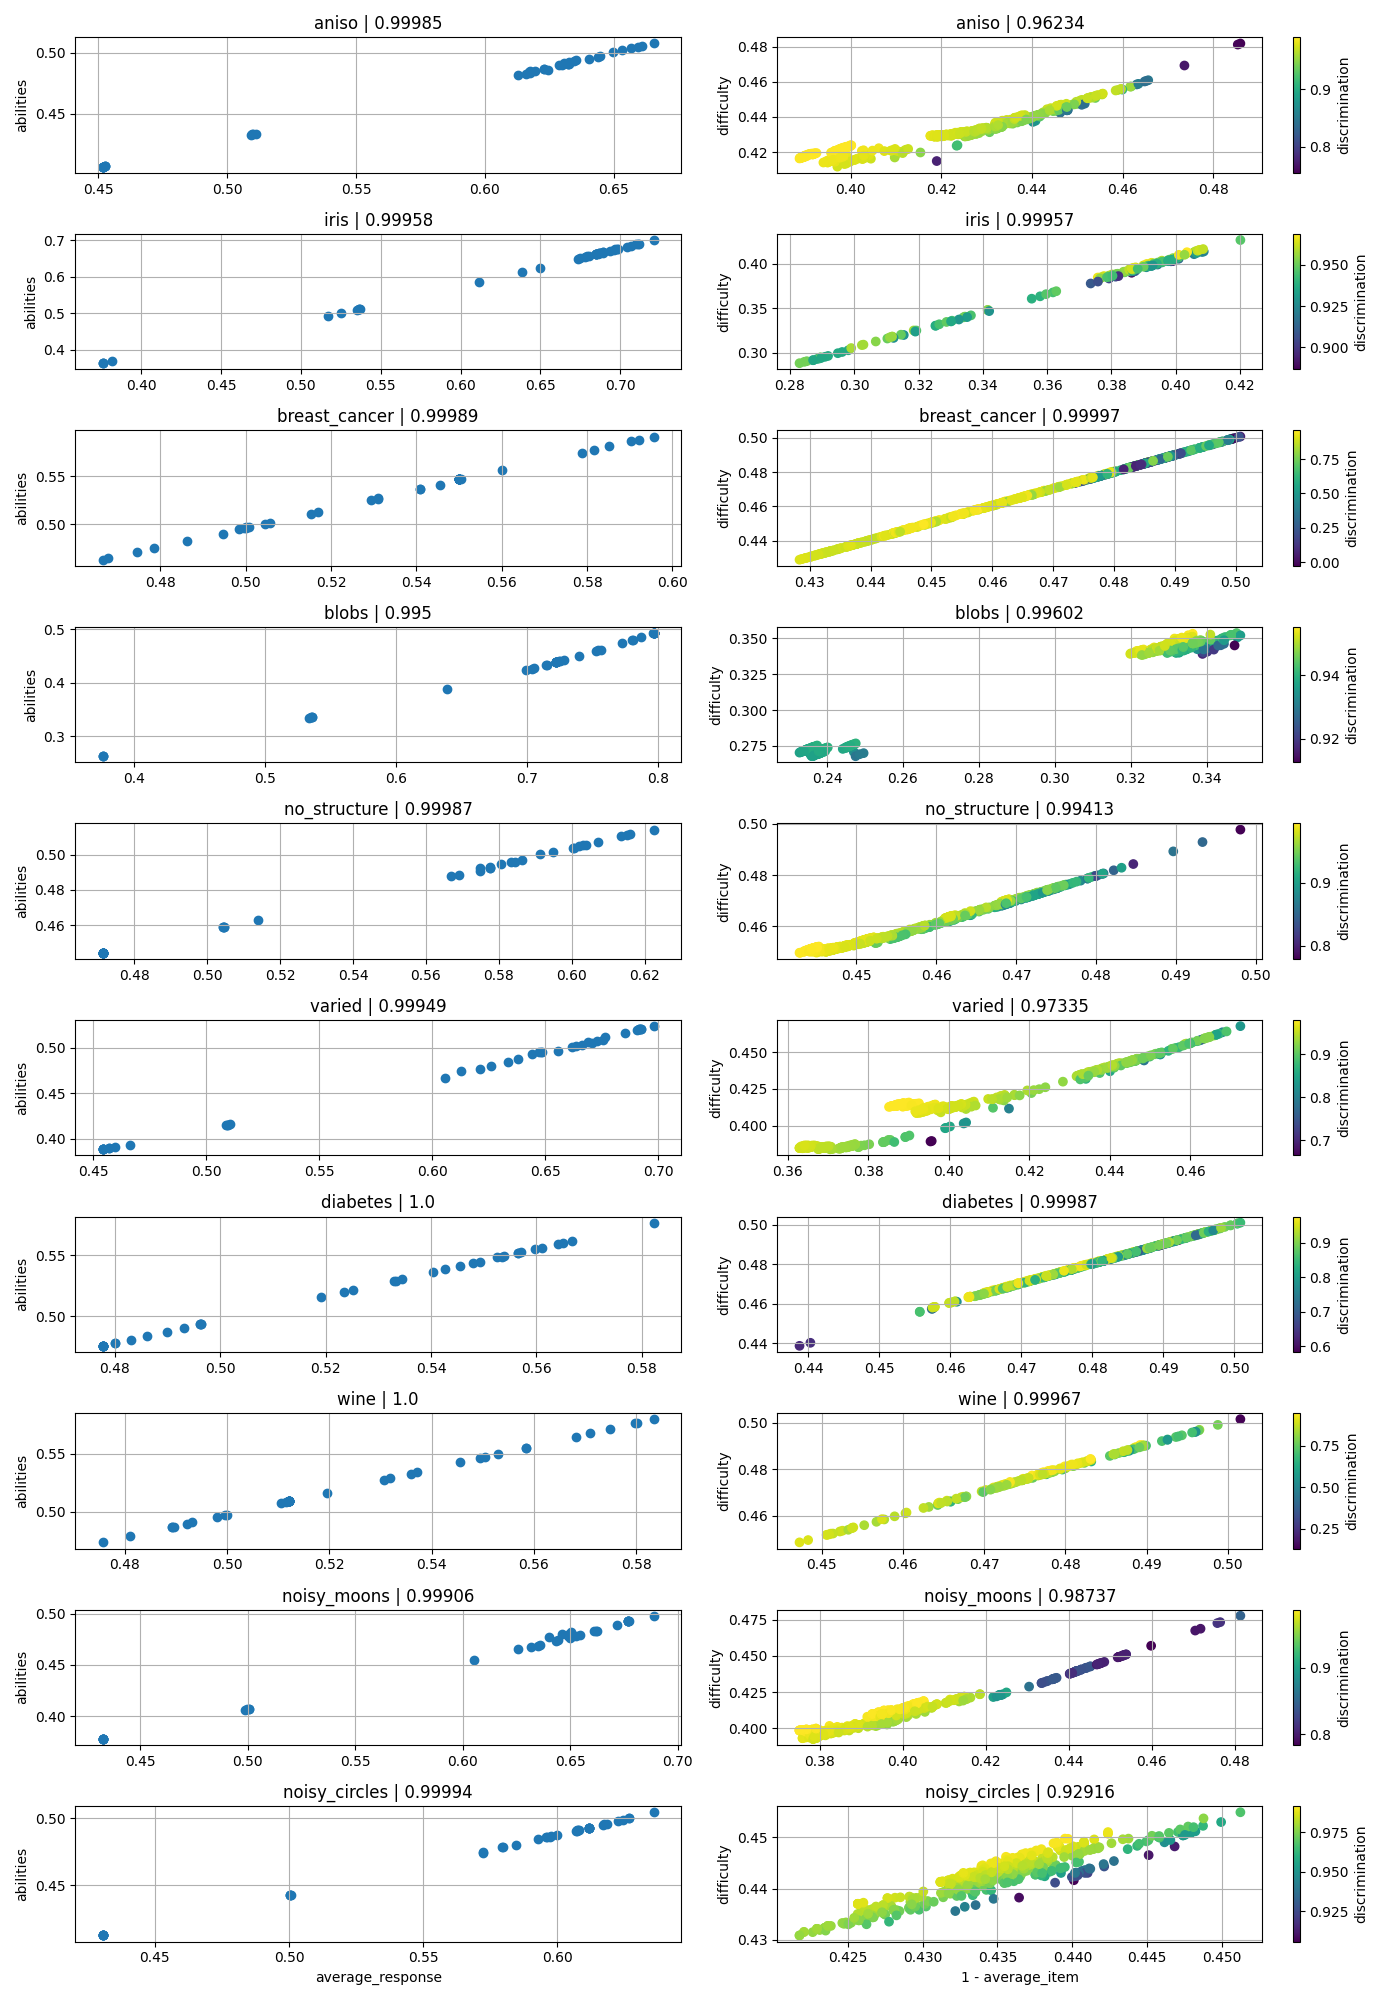 aniso | 0.99985
abilities
0.50
0.45
0.45 0.50 0.55 0.60 0.65
aniso | 0.96234
difficulty
0.48
0.46
0.44
0.42
0.40 0.42 0.44 0.46 0.48
0.9
0.8
discrimination
iris | 0.99958
abilities
0.7
0.6
0.5
0.4
0.40 0.45 0.50 0.55 0.60 0.65 0.70
iris | 0.99957
difficulty
0.40
0.35
0.30
0.28 0.30 0.32 0.34 0.36 0.38 0.40 0.42
0.950
0.925
0.900
discrimination
breast_cancer | 0.99989
abilities
0.55
0.50
0.48 0.50 0.52 0.54 0.56 0.58 0.60
breast_cancer | 0.99997
difficulty
0.50
0.48
0.46
0.44
0.43 0.44 0.45 0.46 0.47 0.48 0.49 0.50
0.75
0.50
0.25
0.00
discrimination
blobs | 0.995
abilities
0.5
0.4
0.3
0.4 0.5 0.6 0.7 0.8
blobs | 0.99602
difficulty
0.350
0.325
0.300
0.275
0.24 0.26 0.28 0.30 0.32 0.34
0.94
0.92
discrimination
no_structure | 0.99987
abilities
0.50
0.48
0.46
0.48 0.50 0.52 0.54 0.56 0.58 0.60 0.62
no_structure | 0.99413
difficulty
0.50
0.48
0.46
0.45 0.46 0.47 0.48 0.49 0.50
0.9
0.8
discrimination
varied | 0.99949
abilities
0.50
0.45
0.40
0.45 0.50 0.55 0.60 0.65 0.70
varied | 0.97335
difficulty
0.450
0.425
0.400
0.36 0.38 0.40 0.42 0.44 0.46
0.9
0.8
0.7
discrimination
diabetes | 1.0
abilities
0.55
0.50
0.48 0.50 0.52 0.54 0.56 0.58
diabetes | 0.99987
difficulty
0.50
0.48
0.46
0.44
0.44 0.45 0.46 0.47 0.48 0.49 0.50
0.9
0.8
0.7
0.6
discrimination
wine | 1.0
abilities
0.55
0.50
0.48 0.50 0.52 0.54 0.56 0.58
wine | 0.99967
difficulty
0.50
0.48
0.46
0.45 0.46 0.47 0.48 0.49 0.50
0.75
0.50
0.25
discrimination
noisy_moons | 0.99906
abilities
0.50
0.45
0.40
0.45 0.50 0.55 0.60 0.65 0.70
noisy_moons | 0.98737
difficulty
0.475
0.450
0.425
0.400
0.38 0.40 0.42 0.44 0.46 0.48
0.9
0.8
discrimination
noisy_circles | 0.99994
abilities
0.50
0.45
0.45 0.50 0.55 0.60
average_response
noisy_circles | 0.92916
difficulty
0.45
0.44
0.43
0.425 0.430 0.435 0.440 0.445 0.450
1 - average_item
0.975
0.950
0.925
discrimination